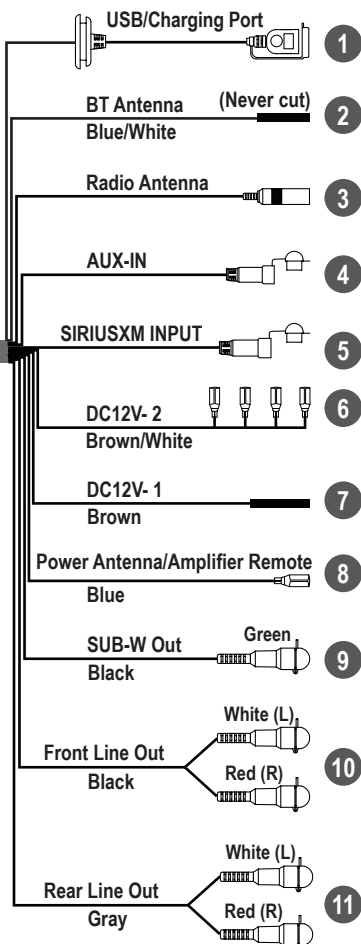 USB/Charging Port
1
BT Antenna (Never cut)
Blue/White
2
Radio Antenna
3
AUX-IN
4
SIRIUSXM INPUT
5
DC12V- 2
Brown/White
6
DC12V- 1
Brown
7
Power Antenna/Amplifier Remote
Blue
8
SUB-W Out Green
Black
9
White (L)
Front Line Out
Black
Red (R)
10
White (L)
Rear Line Out
Gray
Red (R)
11